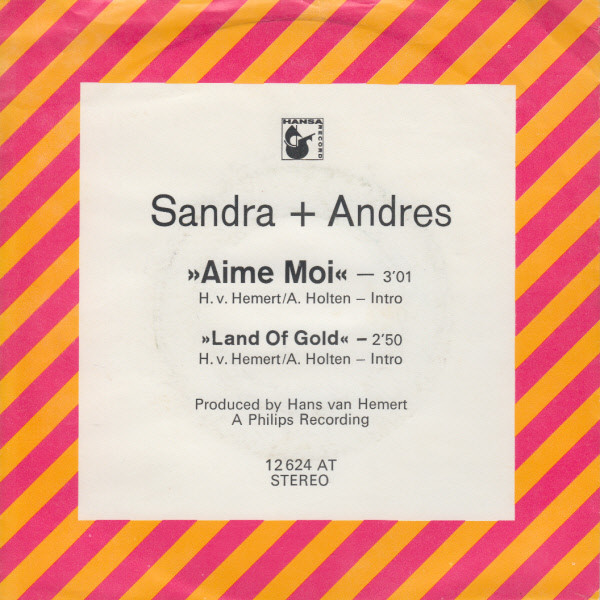 HANSA
RECORD
Sandra + Andres
»Aime Moi« – 3'01
H. v. Hemert/A. Holten – Intro
»Land Of Gold« – 2'50
H. v. Hemert/A. Holten – Intro
Produced by Hans van Hemert
A Philips Recording
12 624 AT
STEREO